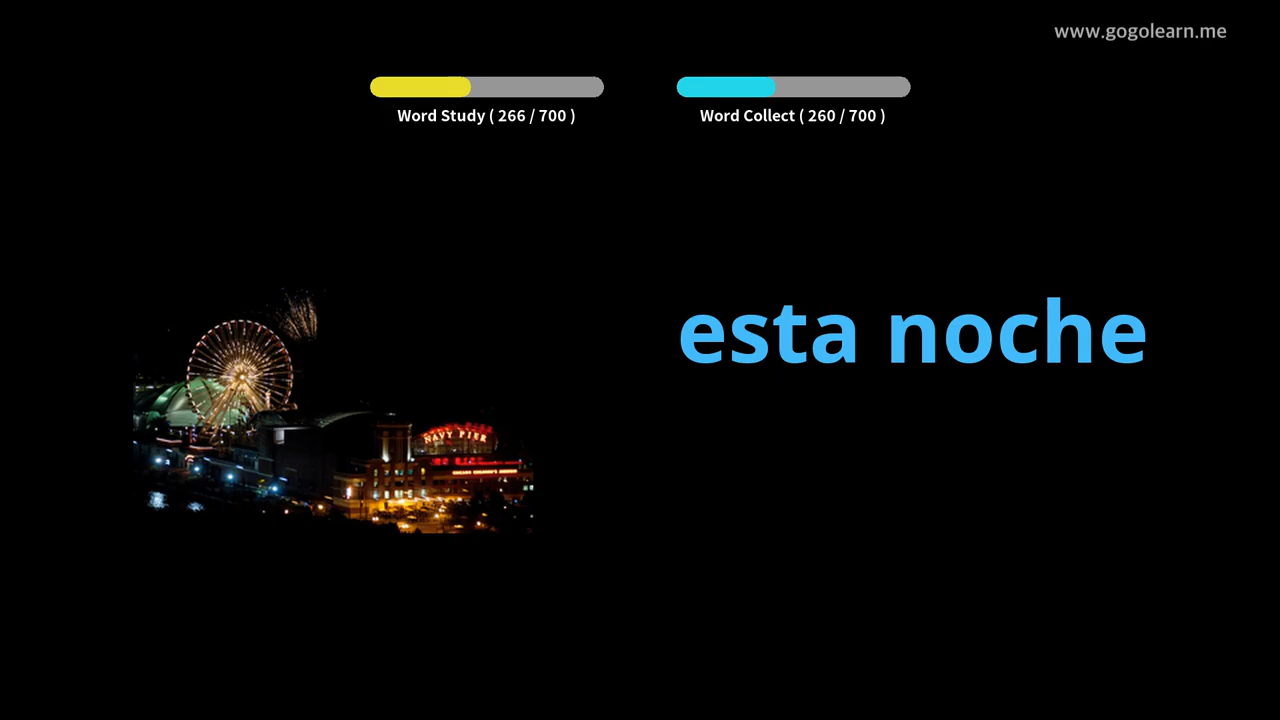 www.gogolearn.me
Word Study ( 266 / 700 )
Word Collect ( 260 / 700 )
esta noche
NAVY PIER